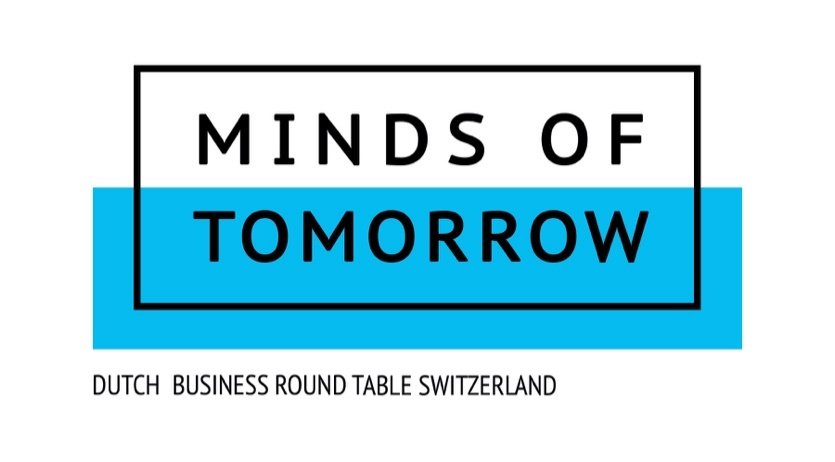 MINDS OF
TOMORROW
DUTCH BUSINESS ROUND TABLE SWITZERLAND